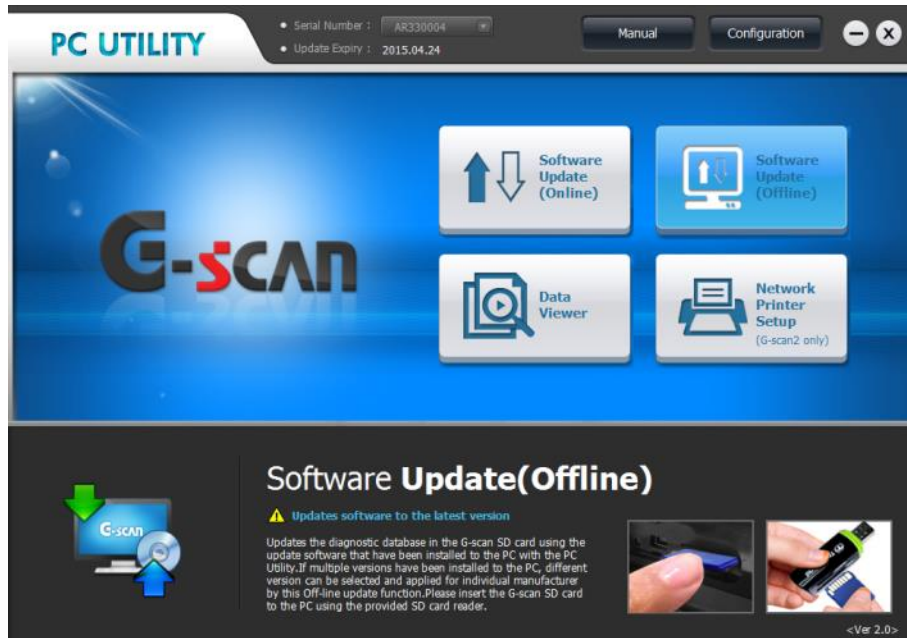 PC UTILITY
Serial Number : AR330004
Update Expiry : 2015.04.24
Manual
Configuration
G-scan
Software
Update
(Online)
Software
Update
(Offline)
Data
Viewer
Network
Printer
Setup
(G-scan2 only)
Software Update(Offline)
Updates software to the latest version
G-scan
Updates the diagnostic database in the G-scan SD card using the
update software that have been installed to the PC with the PC
Utility.If multiple versions have been installed to the PC, different
version can be selected and applied for individual manufacturer
by this Off-line update function.Please insert the G-scan SD card
to the PC using the provided SD card reader.
<Ver 2.0>